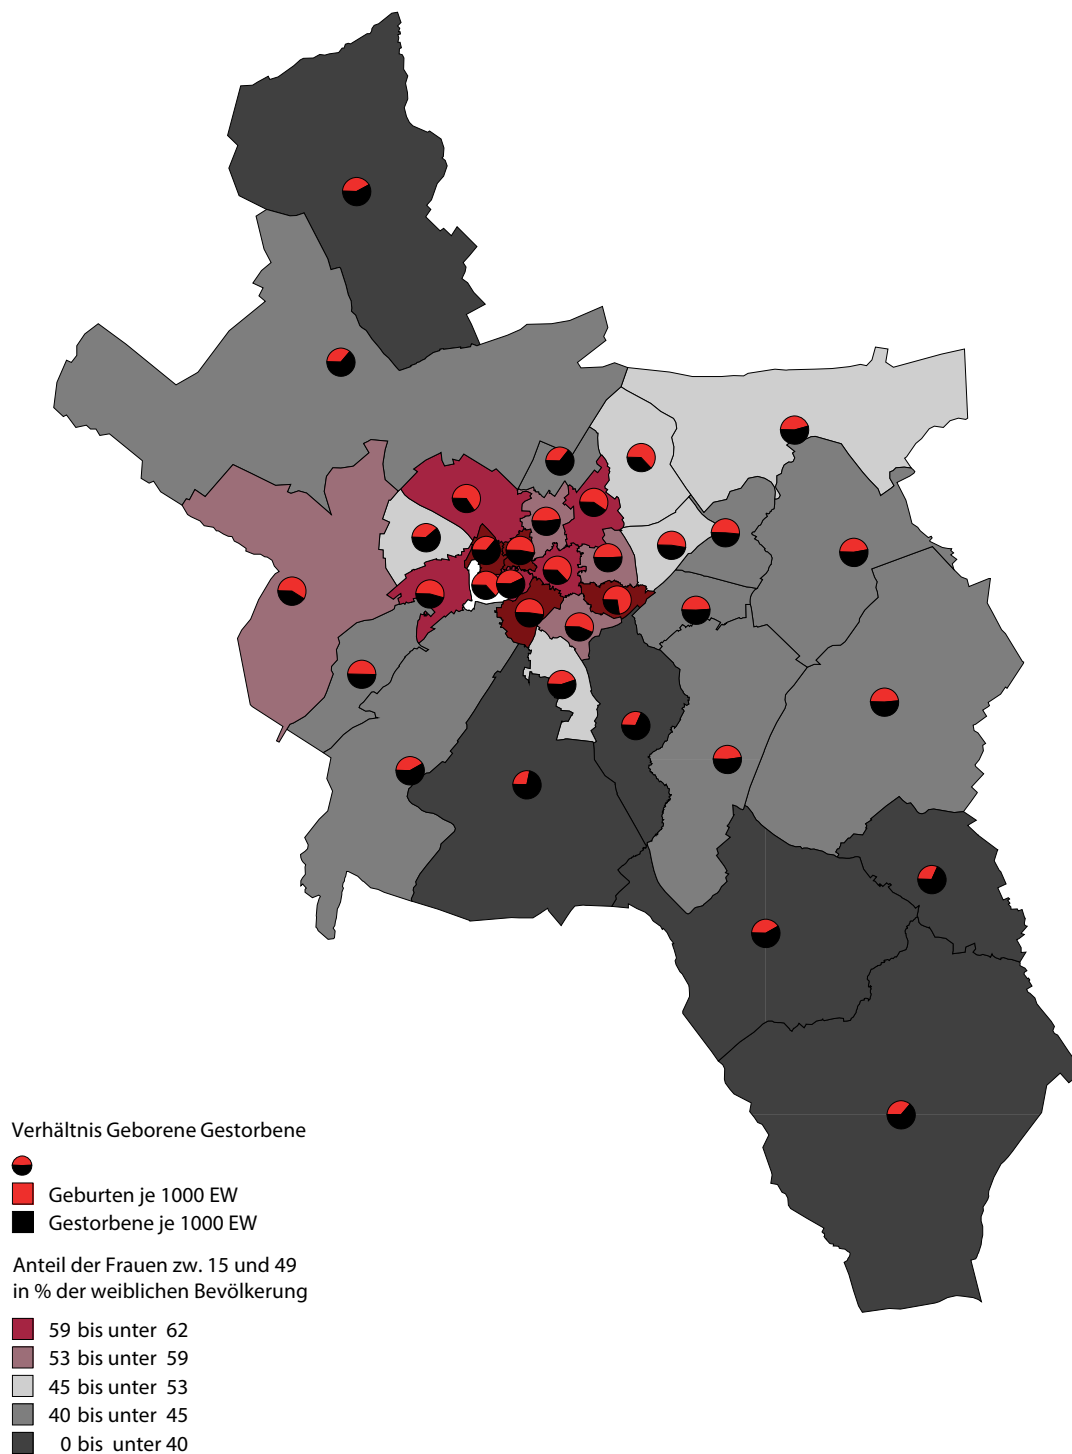 Verhältnis Geborene Gestorbene
Geburten je 1000 EW
Gestorbene je 1000 EW
Anteil der Frauen zw. 15 und 49
in % der weiblichen Bevölkerung
59 bis unter 62
53 bis unter 59
45 bis unter 53
40 bis unter 45
0 bis unter 40